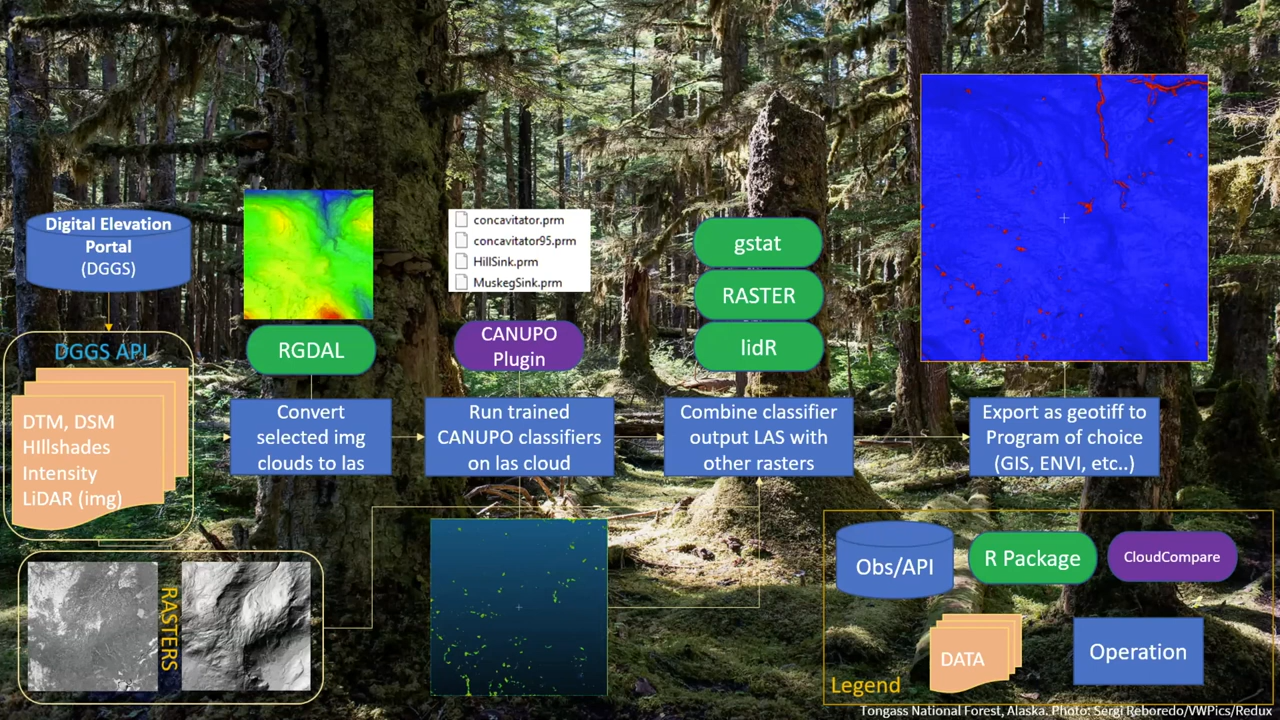 Digital Elevation
Portal
(DGGS)
DGGS API
DTM, DSM
HIllshades
Intensity
LiDAR (img)
RASTERS
RGDAL
Convert
selected img
clouds to las
concavitator.prm
concavitator95.prm
HillSink.prm
MuskegSink.prm
CANUPO
Plugin
Run trained
CANUPO classifiers
on las cloud
gstat
RASTER
lidR
Combine classifier
output LAS with
other rasters
Export as geotiff to
Program of choice
(GIS, ENVI, etc..)
Obs/API
R Package
CloudCompare
DATA
Operation
Legend
Tongass National Forest, Alaska. Photo: Sergi Reboredo/VWPics/Redux